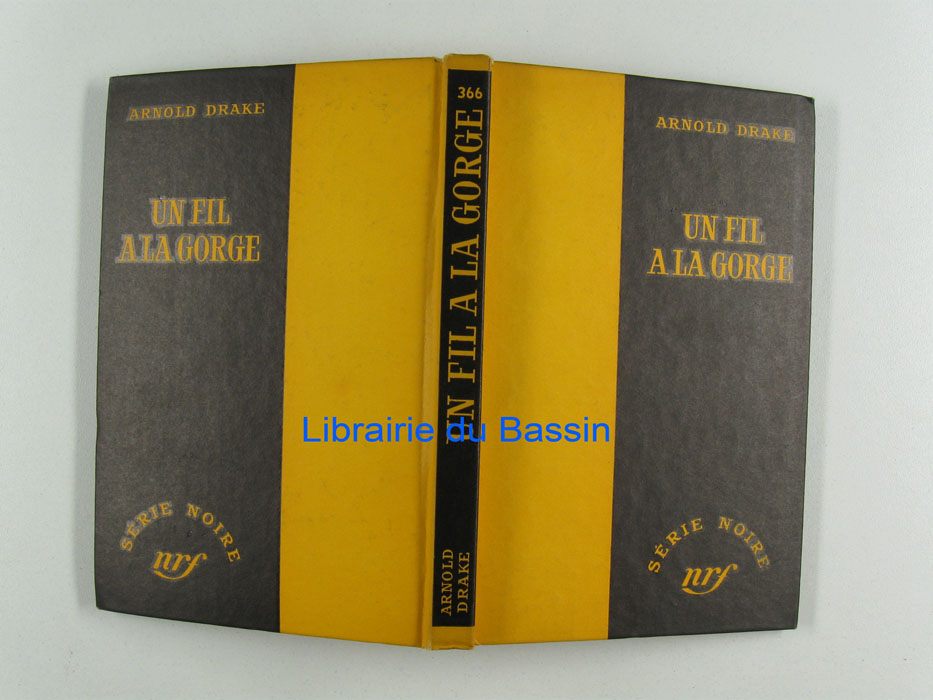 ARNOLD DRAKE
UN FIL
A LA GORGE
SÉRIE NOIRE
nrf
366
UN FIL A LA GORGE
ARNOLD
DRAKE
ARNOLD DRAKE
UN FIL
A LA GORGE
SÉRIE NOIRE
nrf
Librairie du Bassin